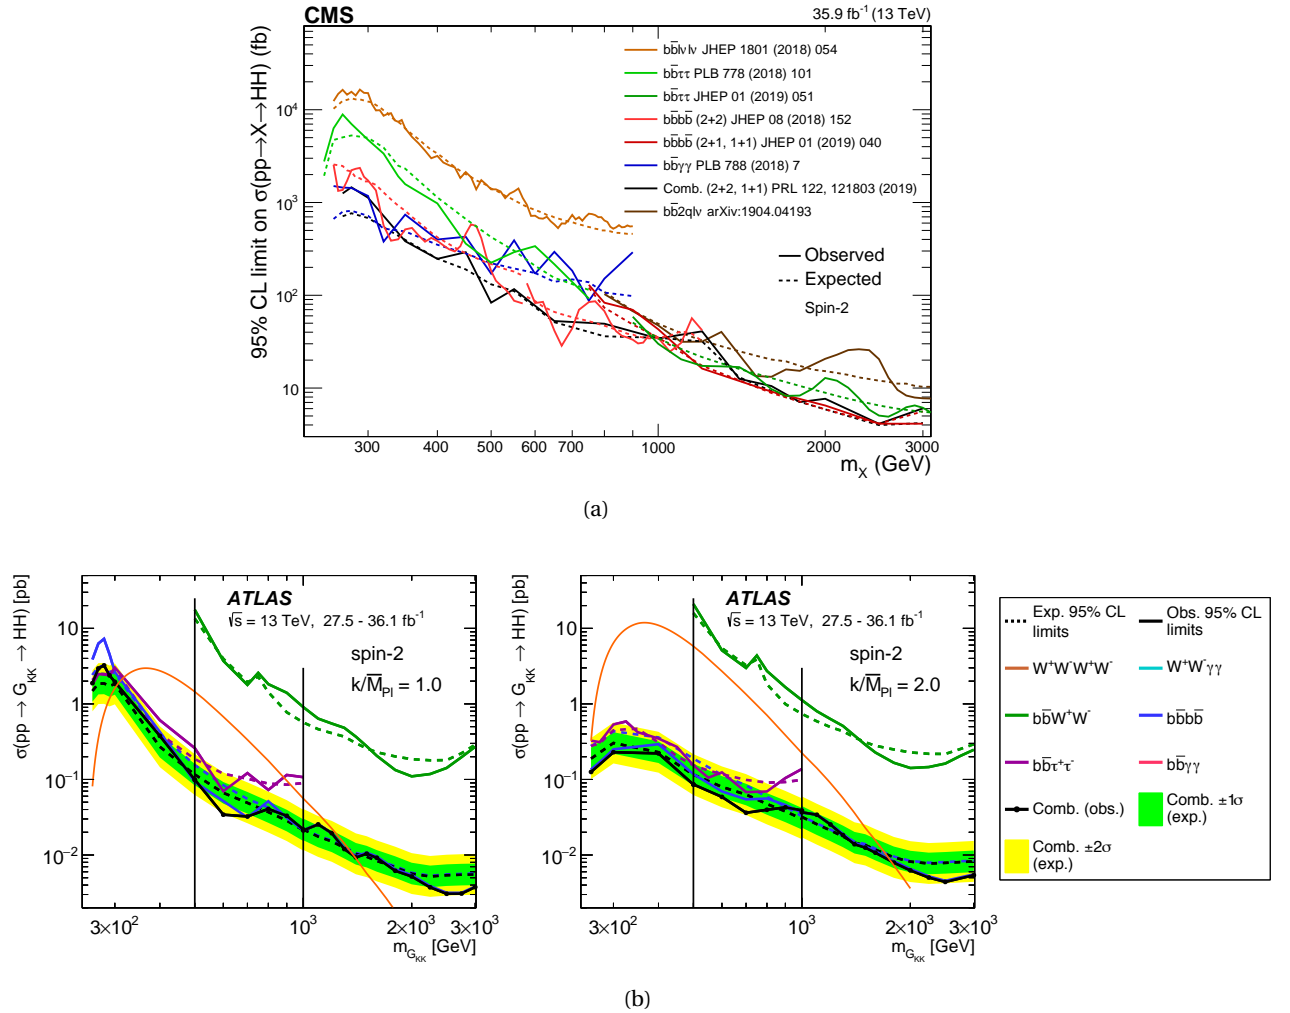 CMS 35.9 fb⁻¹ (13 TeV)
95% CL limit on σ(pp→X→HH) (fb)
bb̄lνlν JHEP 1801 (2018) 054
bb̄ττ PLB 778 (2018) 101
bb̄ττ JHEP 01 (2019) 051
bb̄bb̄ (2+2) JHEP 08 (2018) 152
bb̄bb̄ (2+1, 1+1) JHEP 01 (2019) 040
bb̄γγ PLB 788 (2018) 7
Comb. (2+2, 1+1) PRL 122, 121803 (2019)
bb̄2qlν arXiv:1904.04193
Observed
Expected
Spin-2
10⁴
10³
10²
10
300 400 500 600 700 1000 2000 3000
m_X (GeV)
(a)
σ(pp → G_KK → HH) [pb]
ATLAS
√s = 13 TeV, 27.5 - 36.1 fb⁻¹
spin-2
k/M̄_Pl = 1.0
10
1
10⁻¹
10⁻²
3×10² 10³ 2×10³ 3×10³
m_G_KK [GeV]
σ(pp → G_KK → HH) [pb]
ATLAS
√s = 13 TeV, 27.5 - 36.1 fb⁻¹
spin-2
k/M̄_Pl = 2.0
10
1
10⁻¹
10⁻²
3×10² 10³ 2×10³ 3×10³
m_G_KK [GeV]
Exp. 95% CL limits
Obs. 95% CL limits
W⁺W⁻W⁺W⁻
W⁺W⁻γγ
bb̄W⁺W⁻
bb̄bb̄
bb̄τ⁺τ⁻
bb̄γγ
Comb. (obs.)
Comb. ±1σ (exp.)
Comb. ±2σ (exp.)
(b)